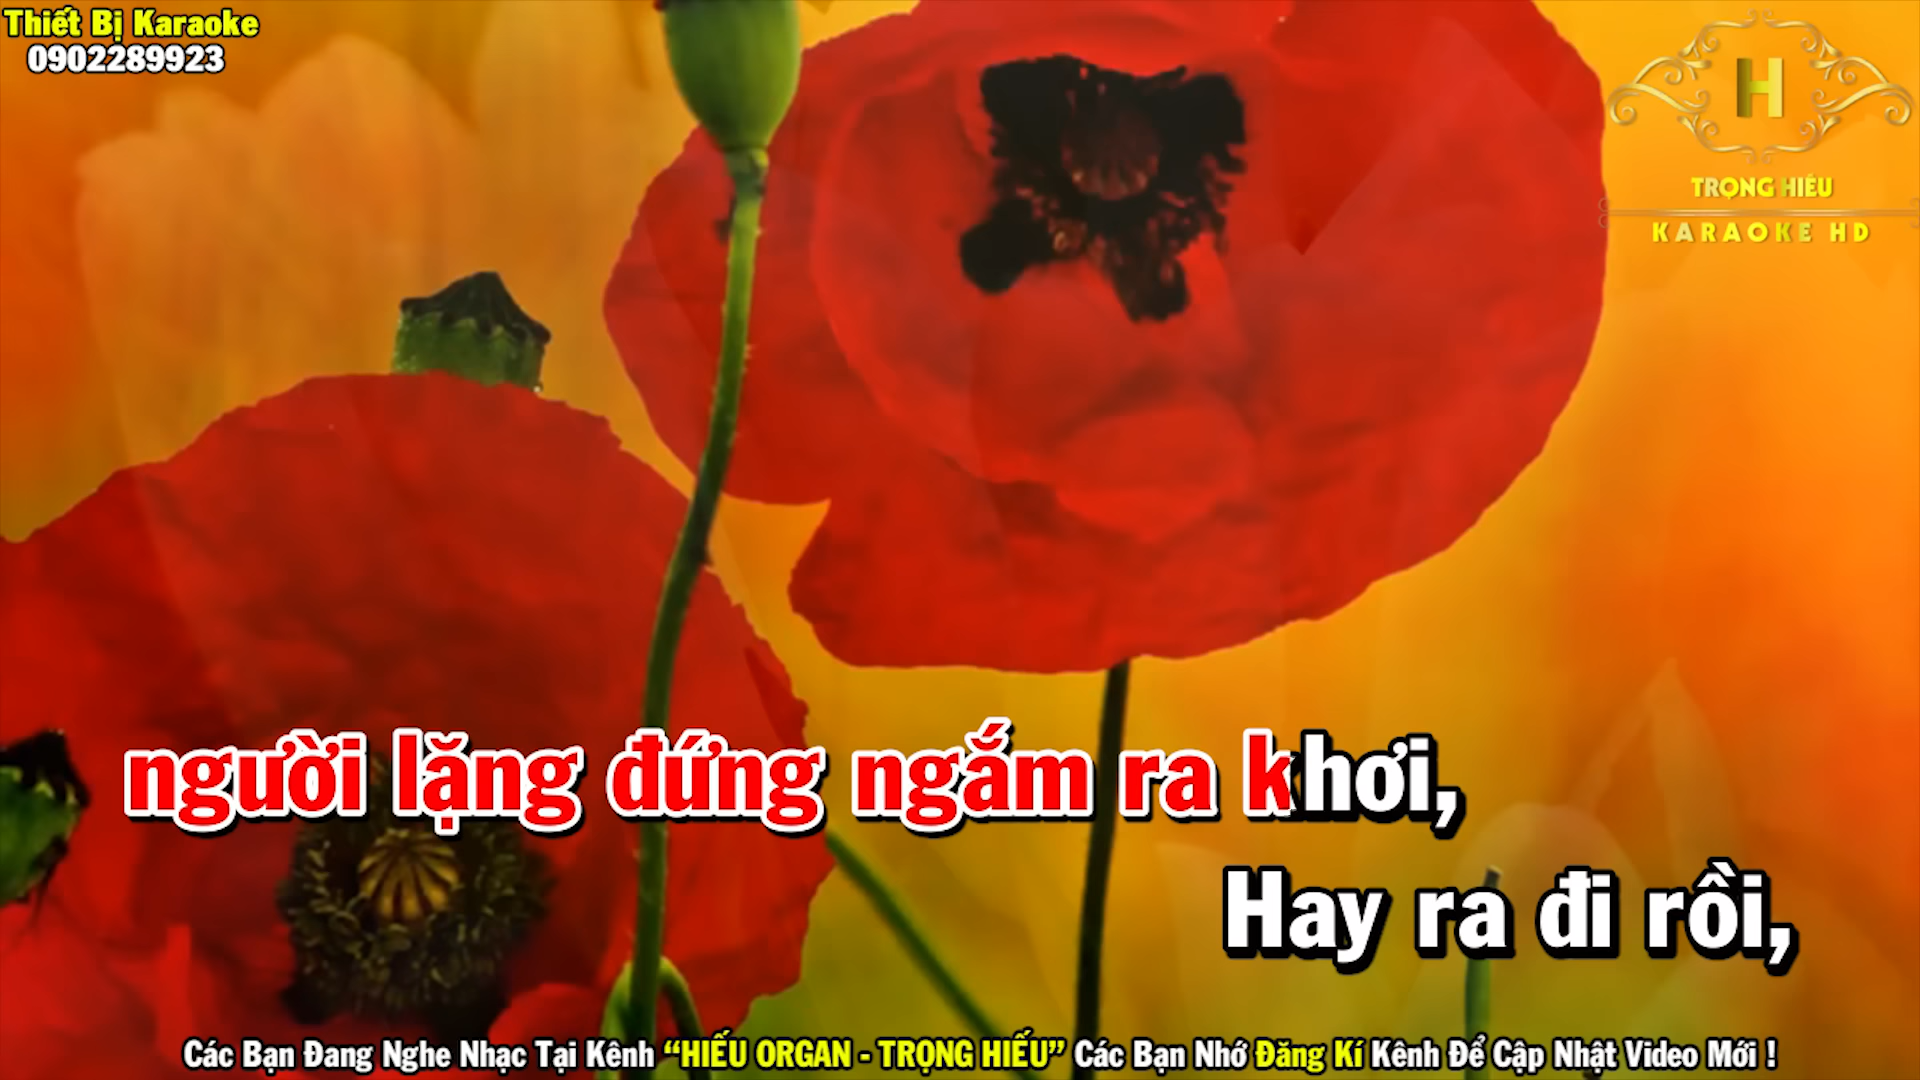 Thiết Bị Karaoke
0902289923
H
TRỌNG HIẾU
KARAOKE HD
người lặng đứng ngắm ra khơi,
Hay ra đi rồi,
Các Bạn Đang Nghe Nhạc Tại Kênh “HIẾU ORGAN - TRỌNG HIẾU” Các Bạn Nhớ Đăng Kí Kênh Để Cập Nhật Video Mới !